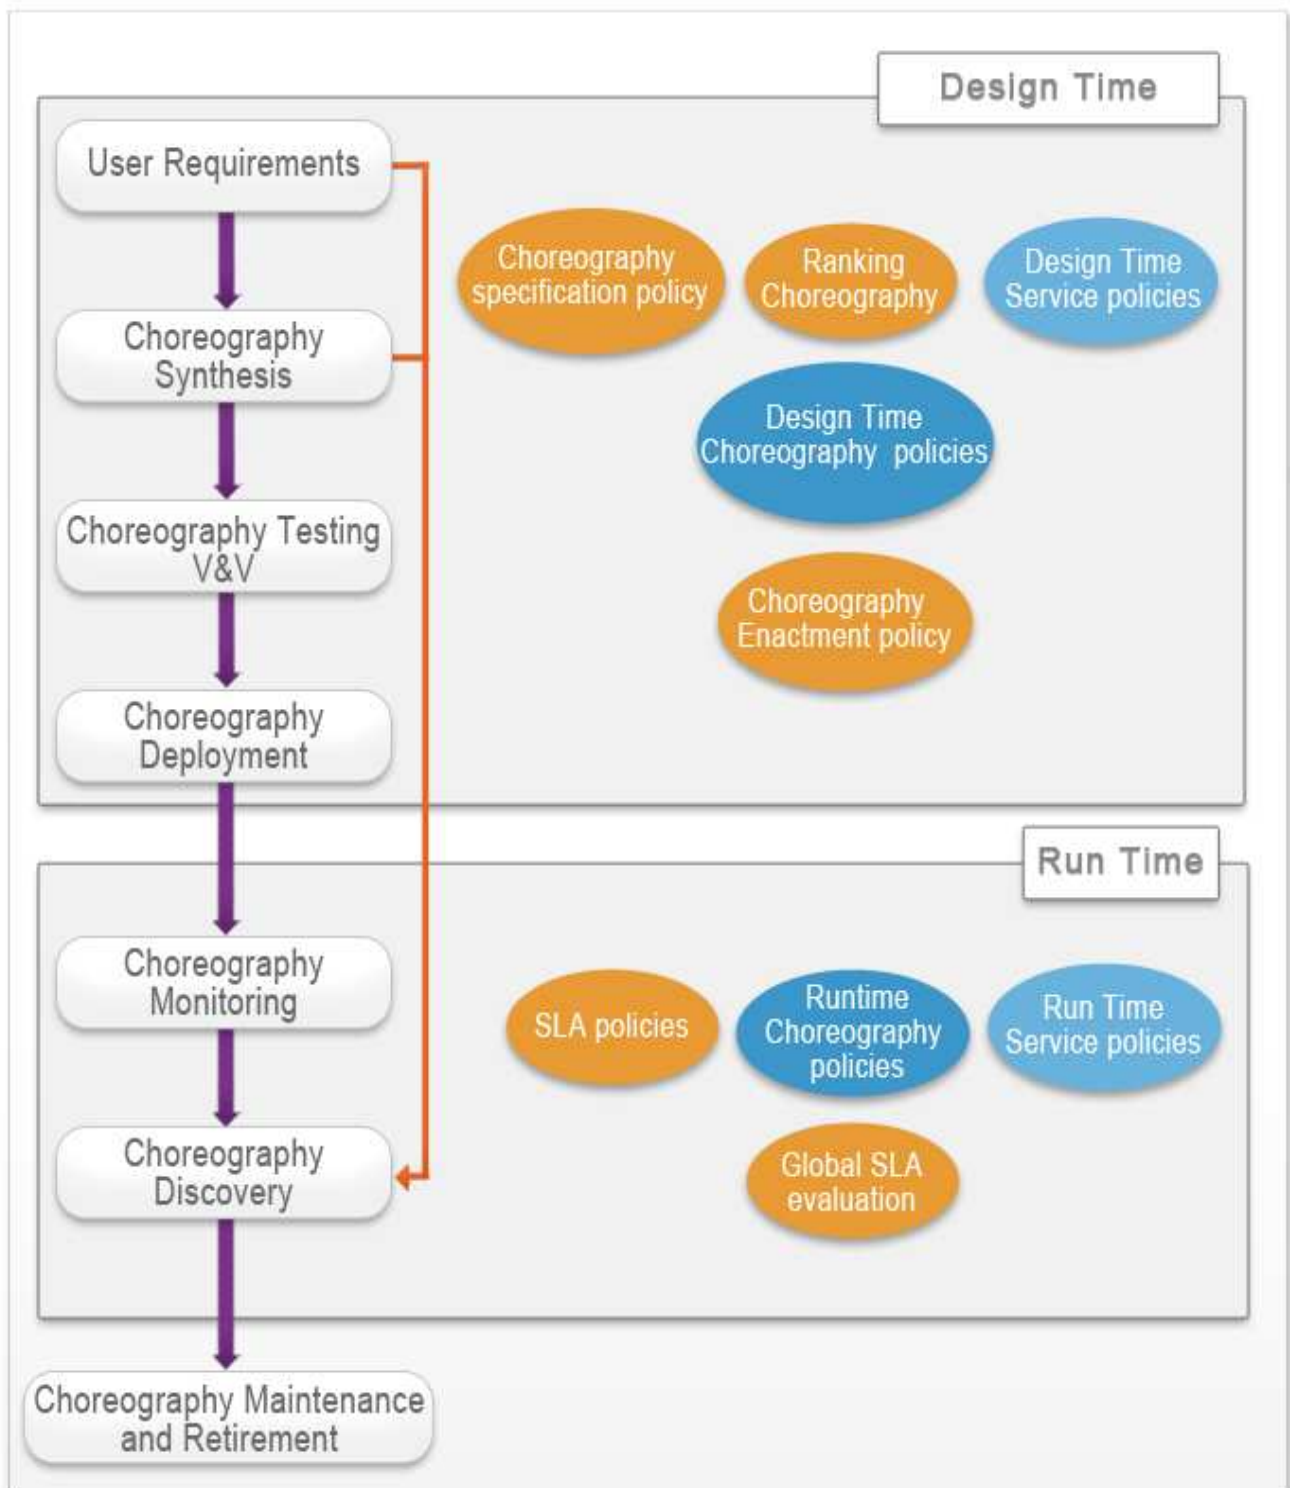 Design Time
User Requirements
Choreography
specification policy
Ranking
Choreography
Design Time
Service policies
Choreography
Synthesis
Design Time
Choreography policies
Choreography Testing
V&V
Choreography
Enactment policy
Choreography
Deployment
Run Time
Choreography
Monitoring
SLA policies
Runtime
Choreography
policies
Run Time
Service policies
Choreography
Discovery
Global SLA
evaluation
Choreography Maintenance
and Retirement